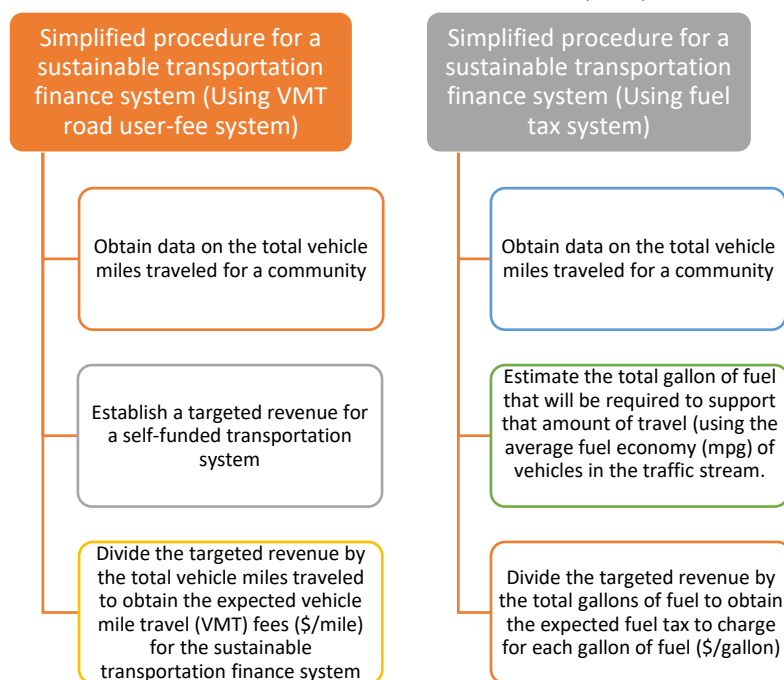 Simplified procedure for a
sustainable transportation
finance system (Using VMT
road user-fee system)
Obtain data on the total vehicle
miles traveled for a community
Establish a targeted revenue for
a self-funded transportation
system
Divide the targeted revenue by
the total vehicle miles traveled
to obtain the expected vehicle
mile travel (VMT) fees ($/mile)
for the sustainable
transportation finance system
Simplified procedure for a
sustainable transportation
finance system (Using fuel
tax system)
Obtain data on the total vehicle
miles traveled for a community
Estimate the total gallon of fuel
that will be required to support
that amount of travel (using the
average fuel economy (mpg) of
vehicles in the traffic stream.
Divide the targeted revenue by
the total gallons of fuel to obtain
the expected fuel tax to charge
for each gallon of fuel ($/gallon)